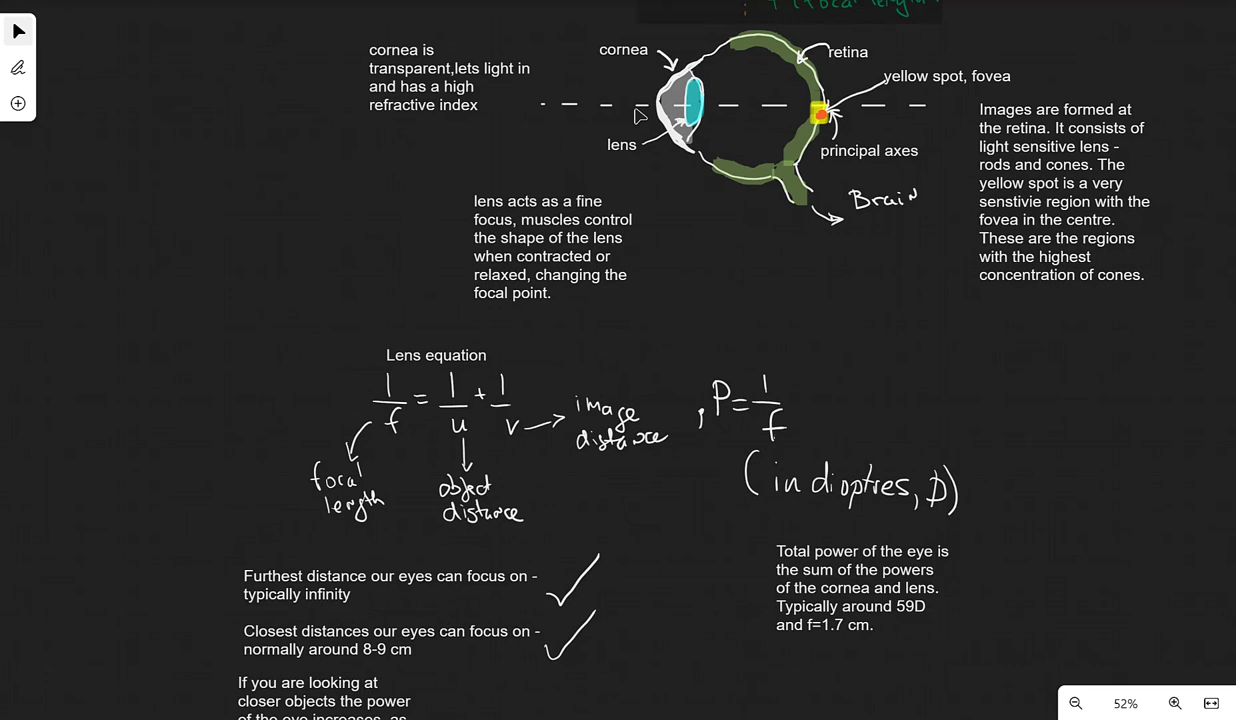 cornea is
transparent,lets light in
and has a high
refractive index
cornea
retina
yellow spot, fovea
lens
principal axes
Brain
Images are formed at
the retina. It consists of
light sensitive lens -
rods and cones. The
yellow spot is a very
senstivie region with the
fovea in the centre.
These are the regions
with the highest
concentration of cones.
lens acts as a fine
focus, muscles control
the shape of the lens
when contracted or
relaxed, changing the
focal point.
Lens equation
1/f = 1/u + 1/v
focal
length
object
distance
image
distance
, P = 1/f
(in dioptres, D)
Furthest distance our eyes can focus on -
typically infinity
Closest distances our eyes can focus on -
normally around 8-9 cm
If you are looking at
closer objects the power
of the eye increases, as
Total power of the eye is
the sum of the powers
of the cornea and lens.
Typically around 59D
and f=1.7 cm.
52%